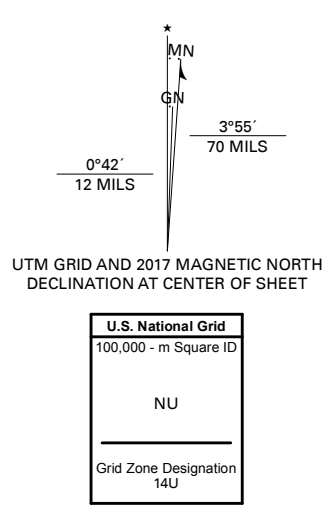 ★
MN
GN
3°55´
70 MILS
0°42´
12 MILS
UTM GRID AND 2017 MAGNETIC NORTH
DECLINATION AT CENTER OF SHEET
U.S. National Grid
100,000 - m Square ID
NU
Grid Zone Designation
14U